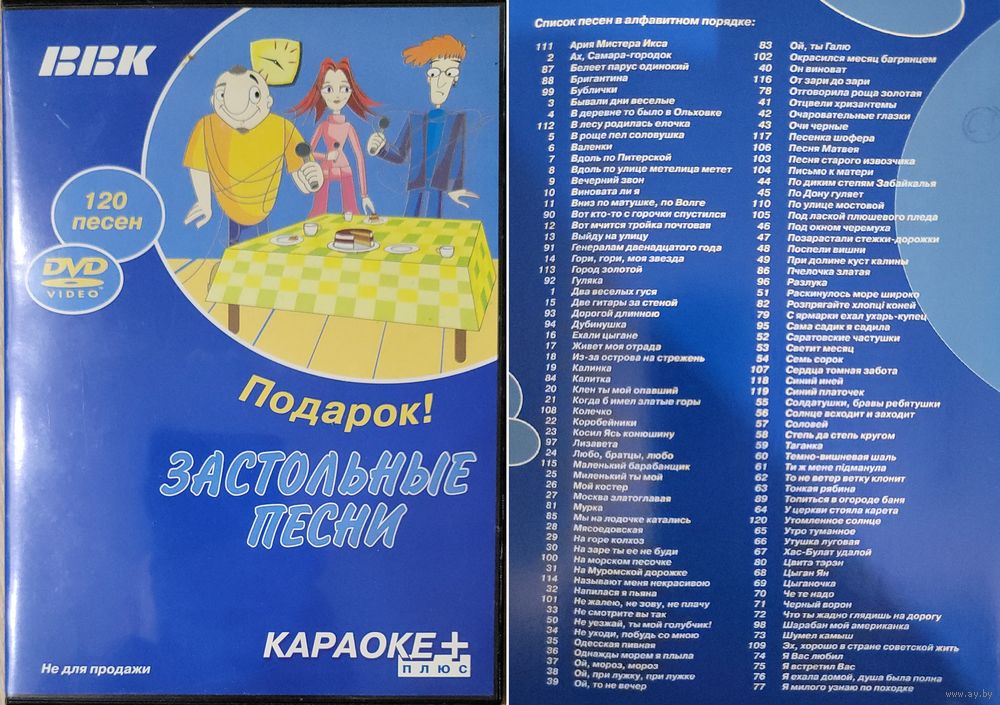 BBK
120
песен
DVD
VIDEO
Подарок!
ЗАСТОЛЬНЫЕ
ПЕСНИ
КАРАОКЕ+
ПЛЮС
Не для продажи
Список песен в алфавитном порядке:
111 Ария Мистера Икса
2 Ах, Самара-городок
87 Белеет парус одинокий
88 Бригантина
99 Бублички
3 Бывали дни веселые
4 В деревне то было в Ольховке
112 В лесу родилась елочка
5 В роще пел соловушка
6 Валенки
7 Вдоль по Питерской
8 Вдоль по улице метелица метет
9 Вечерний звон
10 Виновата ли я
11 Вниз по матушке, по Волге
90 Вот кто-то с горочки спустился
12 Вот мчится тройка почтовая
13 Выйду на улицу
91 Генералам двенадцатого года
14 Гори, гори, моя звезда
113 Город золотой
92 Гуляка
1 Два веселых гуся
15 Две гитары за стеной
93 Дорогой длинною
94 Дубинушка
16 Ехали цыгане
17 Живет моя отрада
18 Из-за острова на стрежень
19 Калинка
84 Калитка
20 Клен ты мой опавший
21 Когда б имел златые горы
108 Колечко
22 Коробейники
23 Косил Ясь конюшину
97 Лизавета
24 Любо, братцы, любо
115 Маленький барабанщик
25 Миленький ты мой
26 Мой костер
27 Москва златоглавая
81 Мурка
85 Мы на лодочке катались
28 Мясоедовская
29 На горе колхоз
30 На заре ты ее не буди
100 На морском песочке
31 На Муромской дорожке
114 Называют меня некрасивою
32 Напилася я пьяна
101 Не жалею, не зову, не плачу
33 Не смотрите вы так
50 Не уезжай, ты мой голубчик!
34 Не уходи, побудь со мною
35 Одесская пивная
36 Однажды морем я плыла
37 Ой, мороз, мороз
38 Ой, при лужку, при лужке
39 Ой, то не вечер
83 Ой, ты Галю
102 Окрасился месяц багрянцем
40 Он виноват
116 От зари до зари
78 Отговорила роща золотая
41 Отцвели хризантемы
42 Очаровательные глазки
43 Очи черные
117 Песенка шофера
106 Песня Матвея
103 Песня старого извозчика
104 Письмо к матери
44 По диким степям Забайкалья
45 По Дону гуляет
110 По улице мостовой
105 Под лаской плюшевого пледа
46 Под окном черемуха
47 Позарастали стежки-дорожки
48 Поспели вишни
49 При долине куст калины
86 Пчелочка златая
96 Разлука
51 Раскинулось море широко
82 Розпрягайте хлопці коней
79 С ярмарки ехал ухарь-купец
95 Сама садик я садила
52 Саратовские частушки
53 Светит месяц
54 Семь сорок
107 Сердца томная забота
118 Синий иней
119 Синий платочек
55 Солдатушки, бравы ребятушки
56 Солнце всходит и заходит
57 Соловей
58 Степь да степь кругом
59 Таганка
60 Темно-вишневая шаль
61 Ти ж мене підманула
62 То не ветер ветку клонит
63 Тонкая рябина
89 Топиться в огороде баня
64 У церкви стояла карета
120 Утомленное солнце
65 Утро туманное
66 Утушка луговая
67 Хас-Булат удалой
80 Цвитэ тэрэн
68 Цыган Ян
69 Цыганочка
70 Че те надо
71 Черный ворон
72 Что ты жадно глядишь на дорогу
98 Шарабан мой американка
73 Шумел камыш
109 Эх, хорошо в стране советской жить
74 Я Вас любил
75 Я встретил Вас
76 Я ехала домой, душа была полна
77 Я милого узнаю по походке
www.ay.by